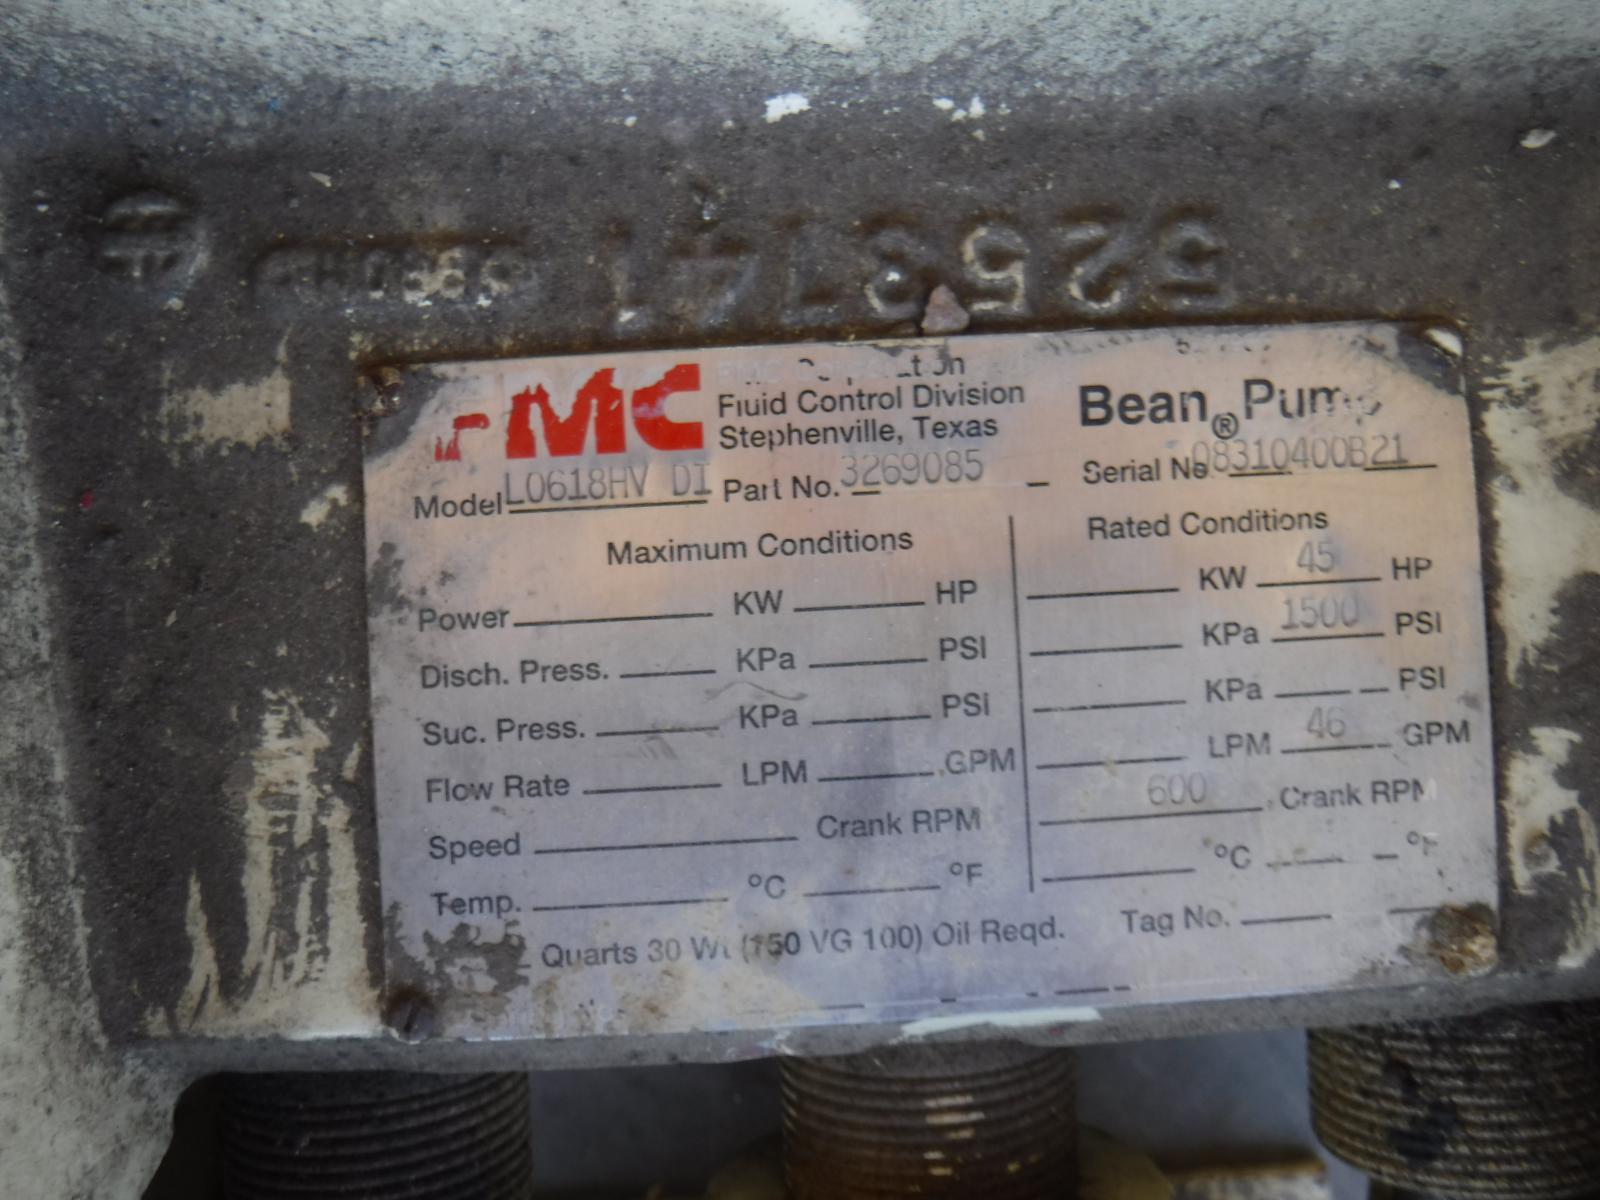 5253741
FMC
Fluid Control Division
Stephenville, Texas
Bean® Pump
Model L0618HV DI Part No. 3269085 Serial No 08310400B21
Maximum Conditions Rated Conditions
Power KW HP KW 45 HP
Disch. Press. KPa PSI KPa 1500 PSI
Suc. Press. KPa PSI KPa PSI
Flow Rate LPM GPM LPM 46 GPM
Speed Crank RPM 600 Crank RPM
Temp. °C °F °C °F
Quarts 30 Wt (150 VG 100) Oil Reqd. Tag No.